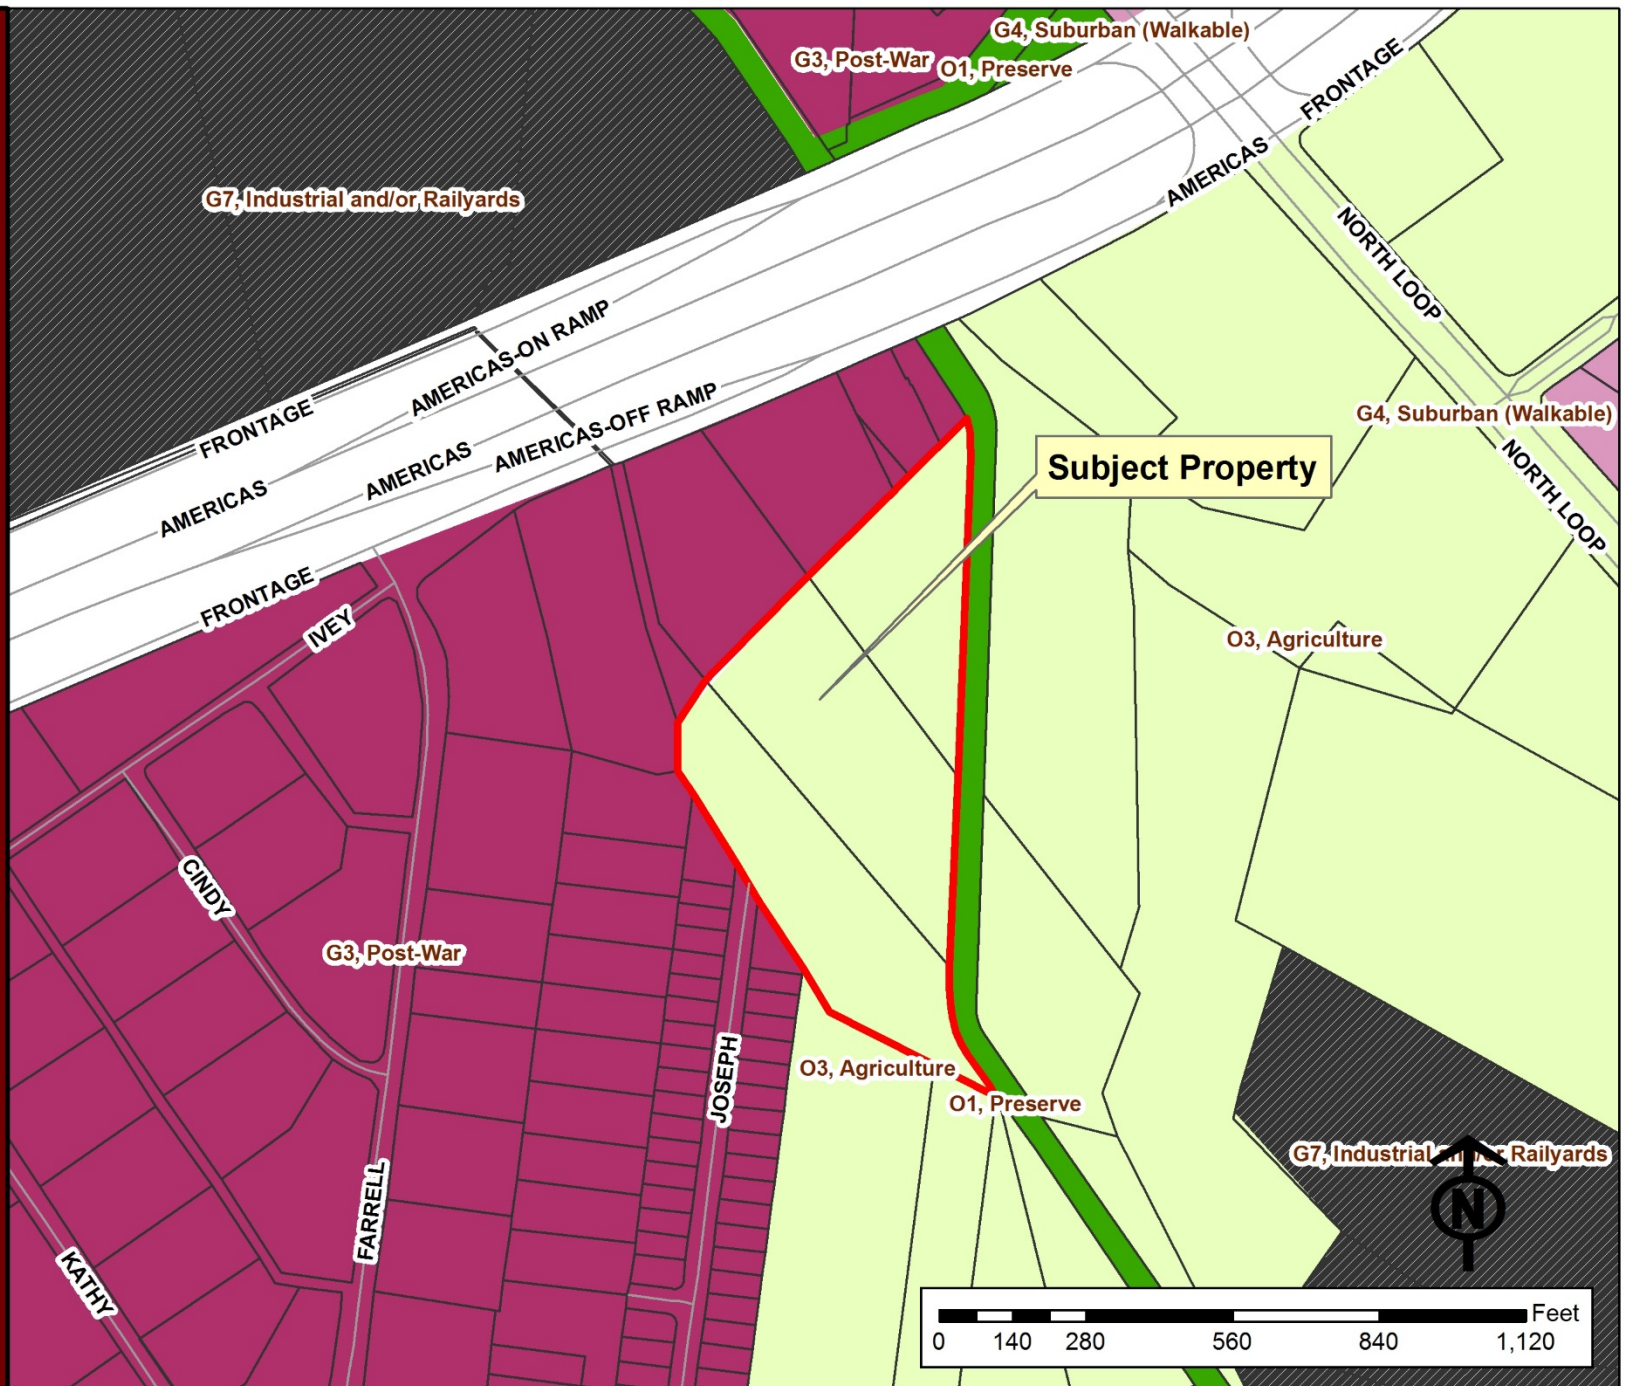 G4, Suburban (Walkable)
G3, Post-War
O1, Preserve
FRONTAGE
AMERICAS
G7, Industrial and/or Railyards
NORTH LOOP
AMERICAS-ON RAMP
FRONTAGE
AMERICAS-OFF RAMP
AMERICAS
AMERICAS
G4, Suburban (Walkable)
Subject Property
NORTH LOOP
FRONTAGE
IVEY
O3, Agriculture
CINDY
G3, Post-War
JOSEPH
O3, Agriculture
O1, Preserve
G7, Industrial and/or Railyards
FARRELL
N
KATHY
Feet
0 140 280 560 840 1,120